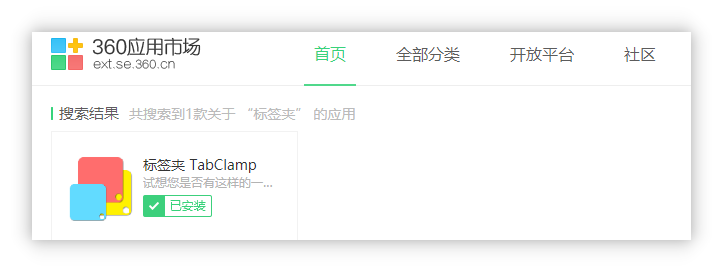 360应用市场
ext.se.360.cn
首页 全部分类 开放平台 社区
搜索结果 共搜索到1款关于 “标签夹” 的应用
标签夹 TabClamp
试想您是否有这样的一...
已安装